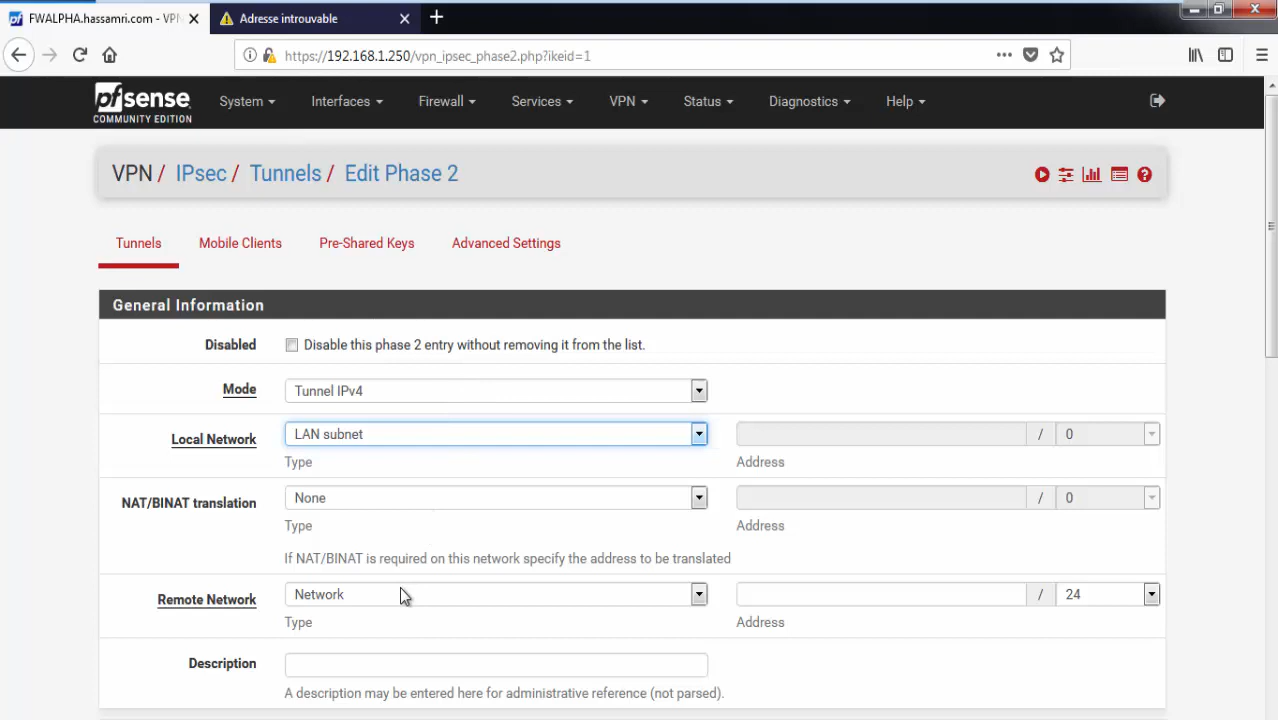 FWALPHA.hassamri.com - VPN
Adresse introuvable
https://192.168.1.250/vpn_ipsec_phase2.php?ikeid=1
pfsense
COMMUNITY EDITION
System
Interfaces
Firewall
Services
VPN
Status
Diagnostics
Help
VPN / IPsec / Tunnels / Edit Phase 2
Tunnels
Mobile Clients
Pre-Shared Keys
Advanced Settings
General Information
Disabled
Disable this phase 2 entry without removing it from the list.
Mode
Tunnel IPv4
Local Network
LAN subnet
/ 0
Type
Address
NAT/BINAT translation
None
/ 0
Type
Address
If NAT/BINAT is required on this network specify the address to be translated
Remote Network
Network
/ 24
Type
Address
Description
A description may be entered here for administrative reference (not parsed).